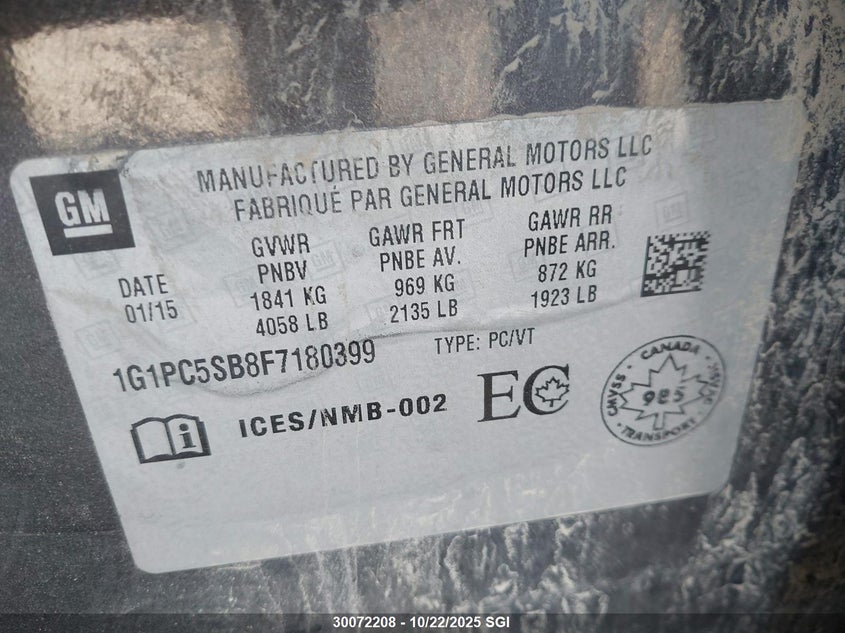 MANUFACTURED BY GENERAL MOTORS LLC
FABRIQUÉ PAR GENERAL MOTORS LLC
GM
DATE
01/15
GVWR
PNBV
1841 KG
4058 LB
GAWR FRT
PNBE AV.
969 KG
2135 LB
GAWR RR
PNBE ARR.
872 KG
1923 LB
1G1PC5SB8F7180399
TYPE: PC/VT
ICES/NMB-002
EC
CANADA
CMVSS
985
TRANSPORT
30072208 - 10/22/2025 SGI